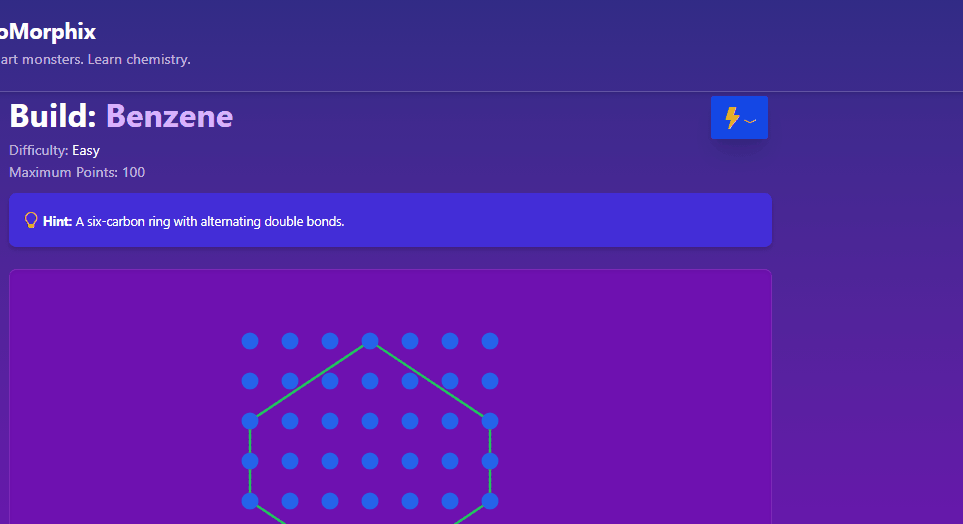 oMorphix
art monsters. Learn chemistry.
Build: Benzene
Difficulty: Easy
Maximum Points: 100
Hint: A six-carbon ring with alternating double bonds.